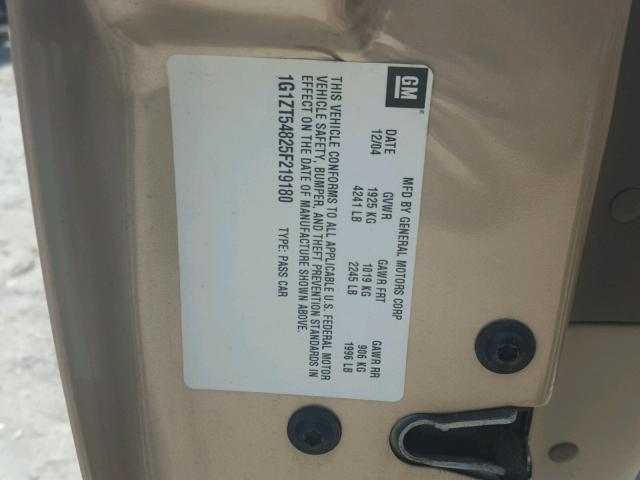 GM
MFD BY GENERAL MOTORS CORP
DATE GVWR GAWR FRT GAWR RR
12/04 1925 KG 1019 KG 906 KG
4241 LB 2245 LB 1996 LB
THIS VEHICLE CONFORMS TO ALL APPLICABLE U.S. FEDERAL MOTOR
VEHICLE SAFETY, BUMPER, AND THEFT PREVENTION STANDARDS IN
EFFECT ON THE DATE OF MANUFACTURE SHOWN ABOVE.
1G1ZT54825F219180 TYPE: PASS CAR